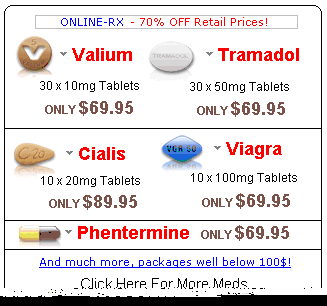 ONLINE-RX - 70% OFF Retail Prices!
Valium
30 x 10mg Tablets
ONLY $69.95
TRAMADOL
Tramadol
30 x 50mg Tablets
ONLY $69.95
Cia
Cialis
10 x 20mg Tablets
ONLY $89.95
VGR 50
Viagra
10 x 100mg Tablets
ONLY $69.95
Phentermine ONLY $69.95
And much more, packages well below 100$!
Click Here For More Meds